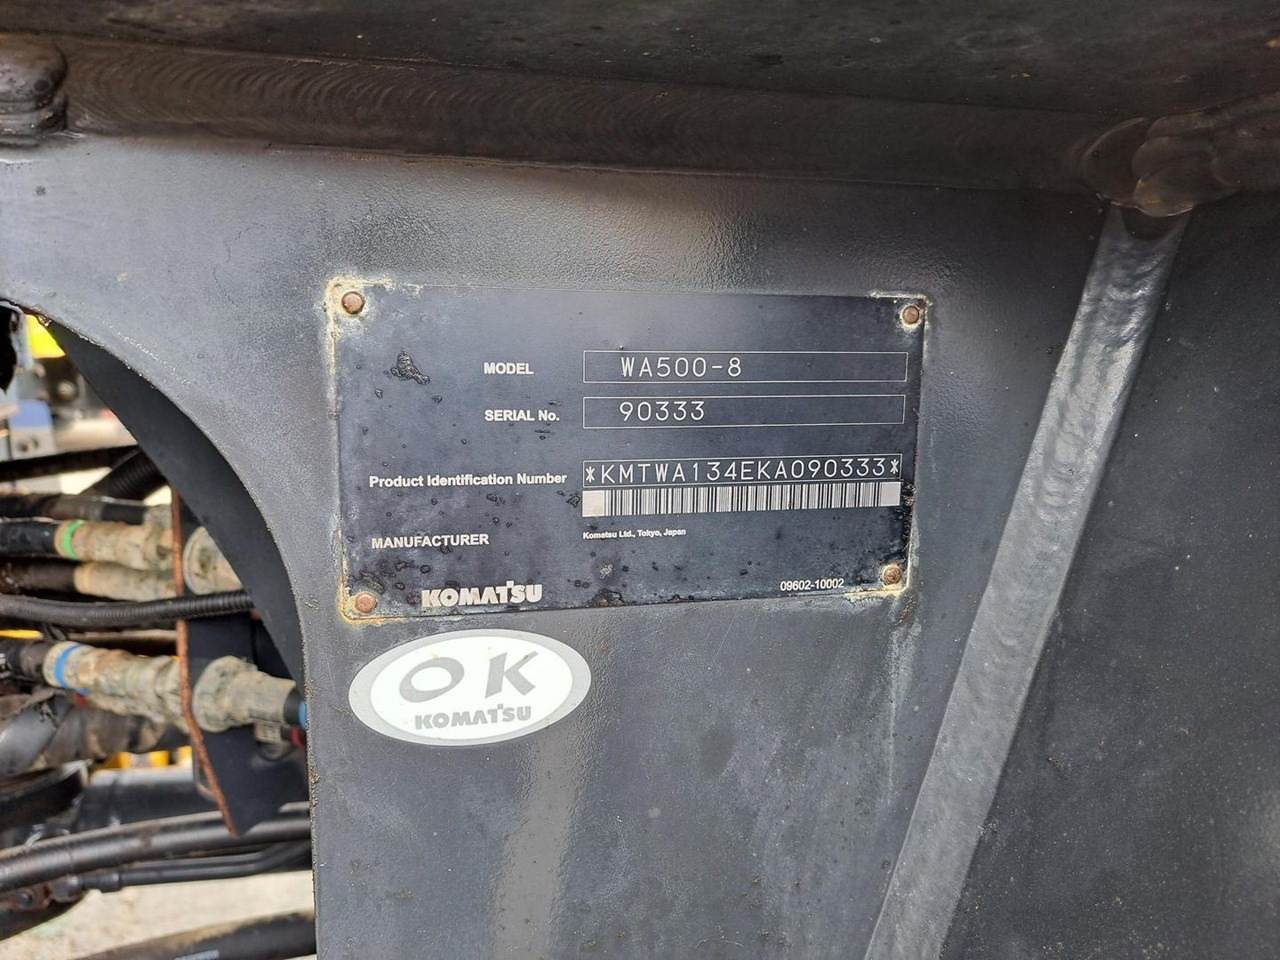 MODEL WA500-8
SERIAL No. 90333
Product Identification Number *KMTWA134EKA090333*
MANUFACTURER Komatsu Ltd., Tokyo, Japan
KOMATSU 09602-10002
OK
KOMATSU